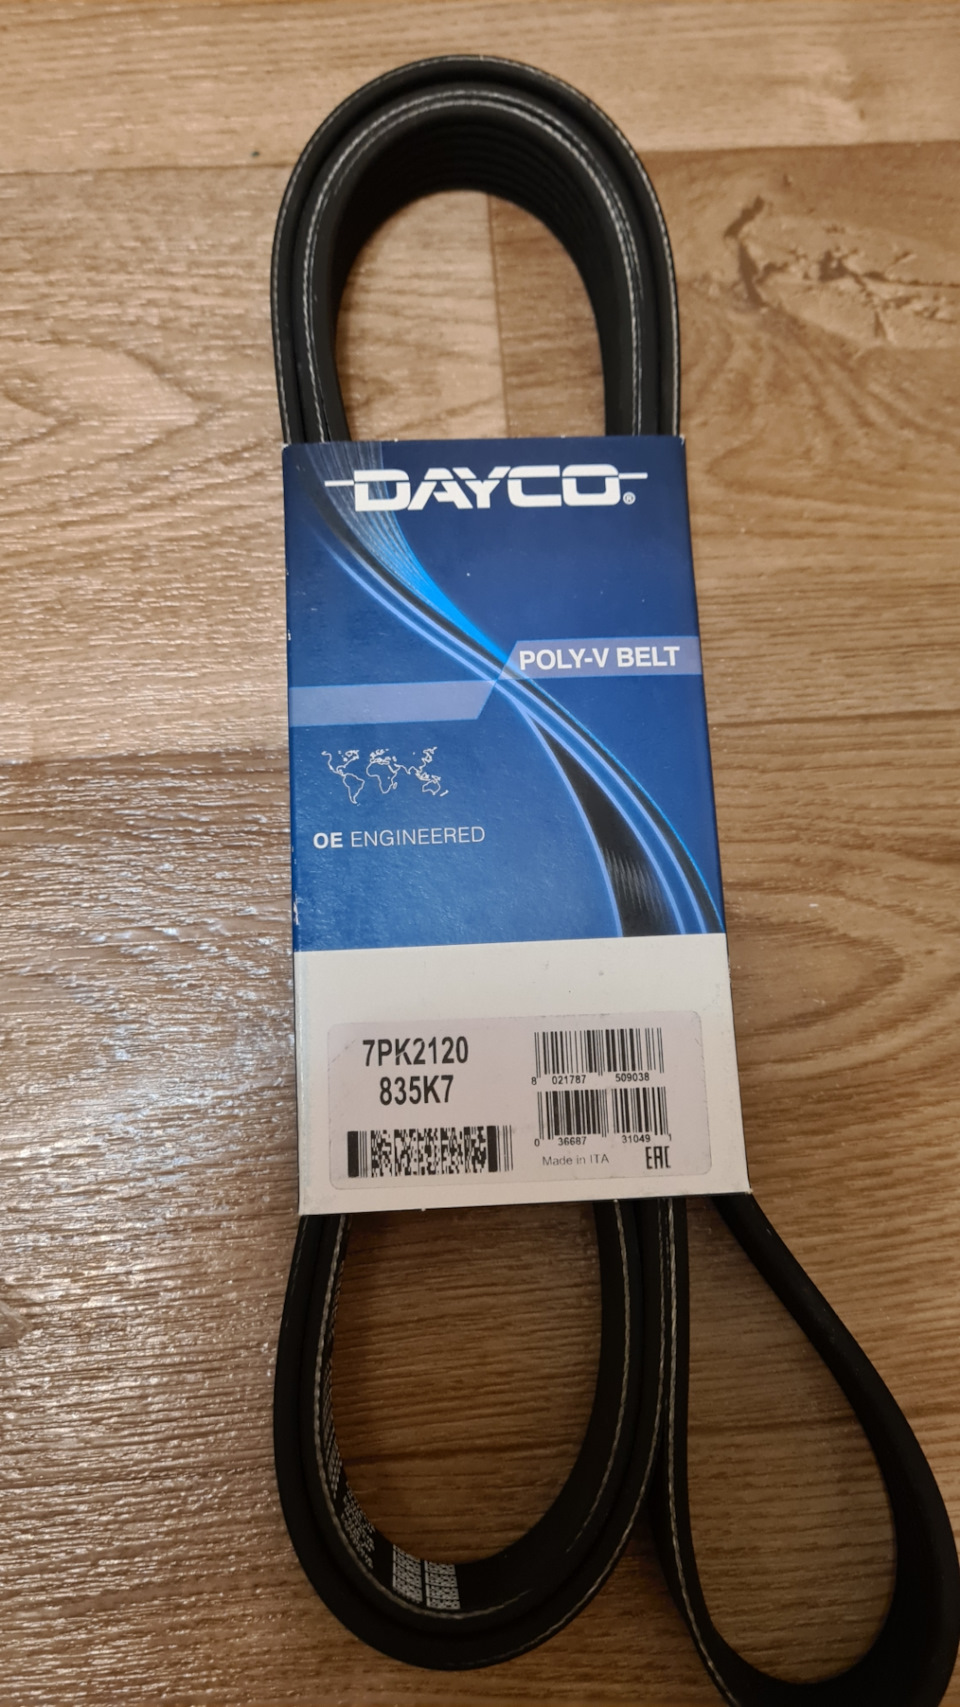 DAYCO®
POLY-V BELT
OE ENGINEERED
7PK2120
835K7
8 021787 509038
0 36687 31049 1
Made in ITA
EAC